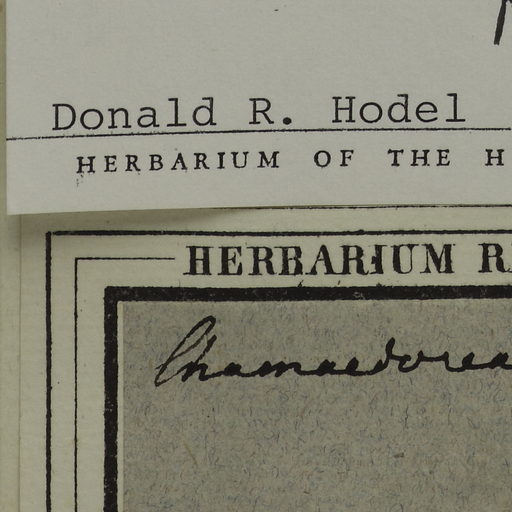 Donald R. Hodel
HERBARIUM OF THE H
HERBARIUM R
Chamaedorea